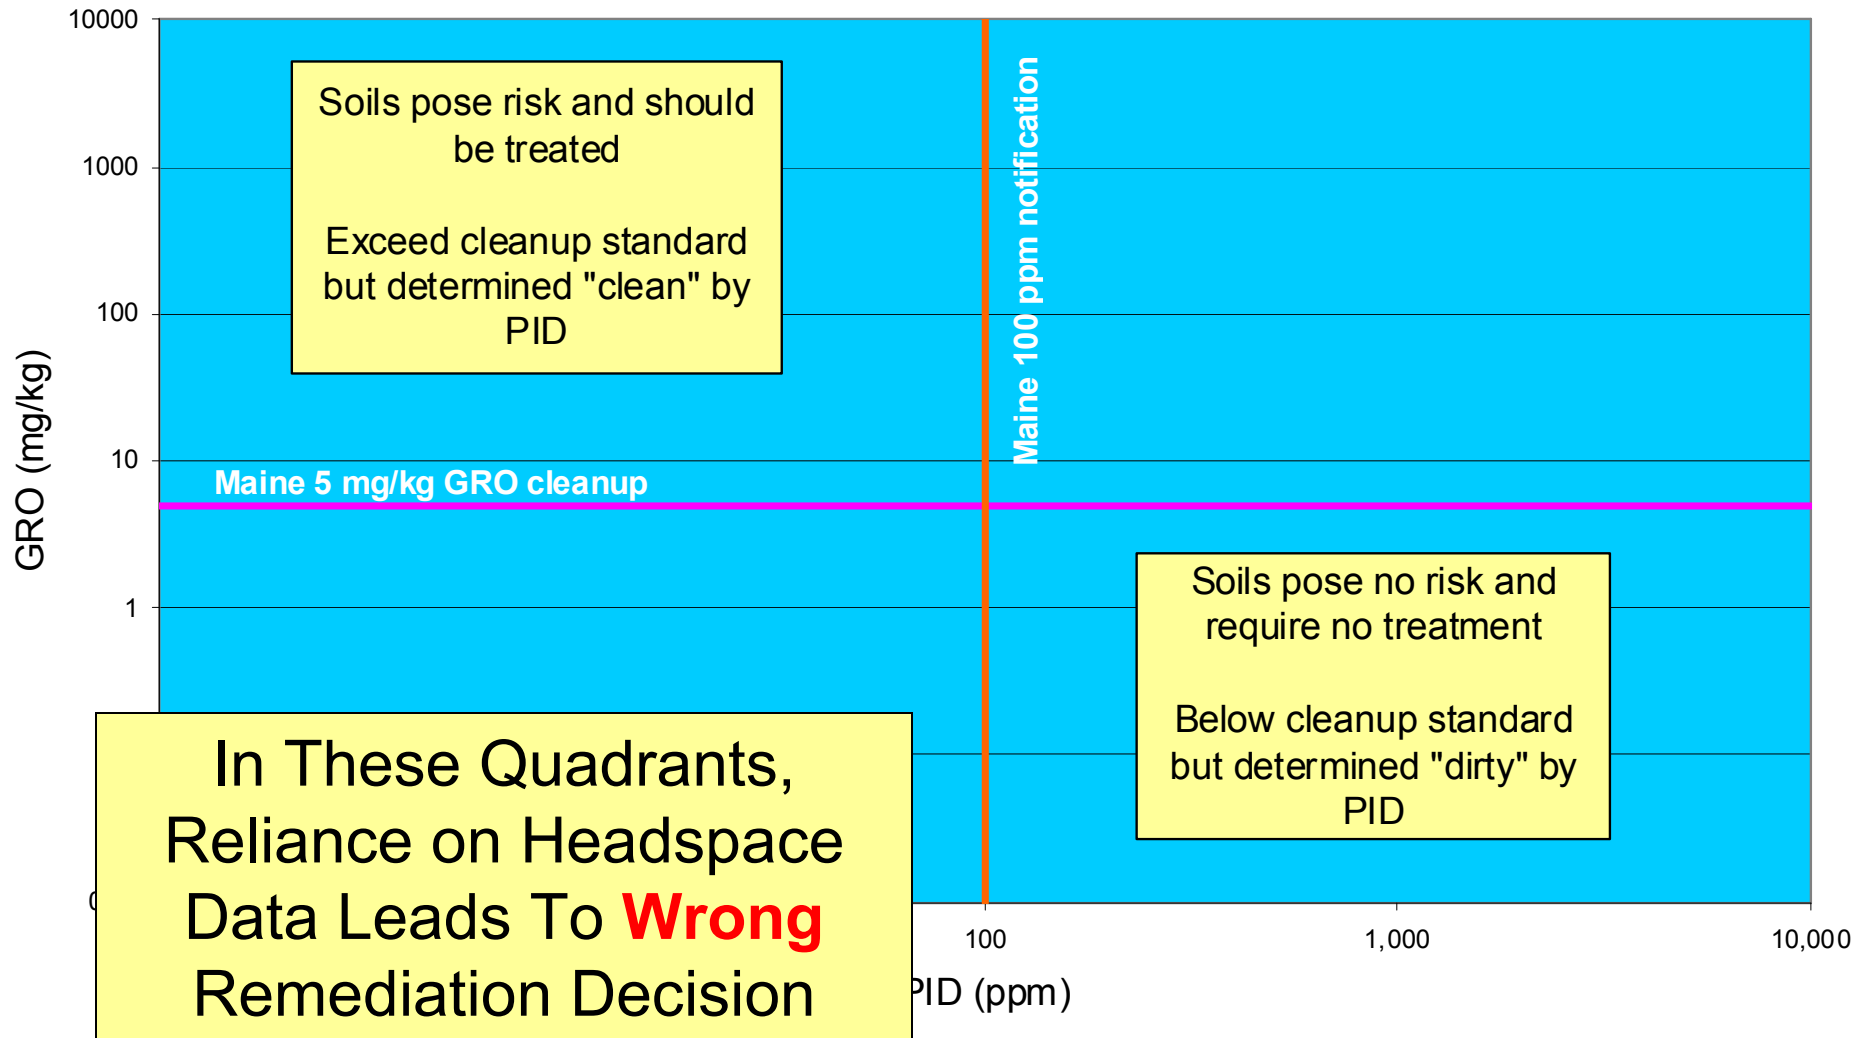 10000
1000
100
10
1
GRO (mg/kg)
Soils pose risk and should
be treated
Exceed cleanup standard
but determined "clean" by
PID
Maine 100 ppm notification
Maine 5 mg/kg GRO cleanup
Soils pose no risk and
require no treatment
Below cleanup standard
but determined "dirty" by
PID
In These Quadrants,
Reliance on Headspace
Data Leads To Wrong
Remediation Decision
100
1,000
10,000
PID (ppm)